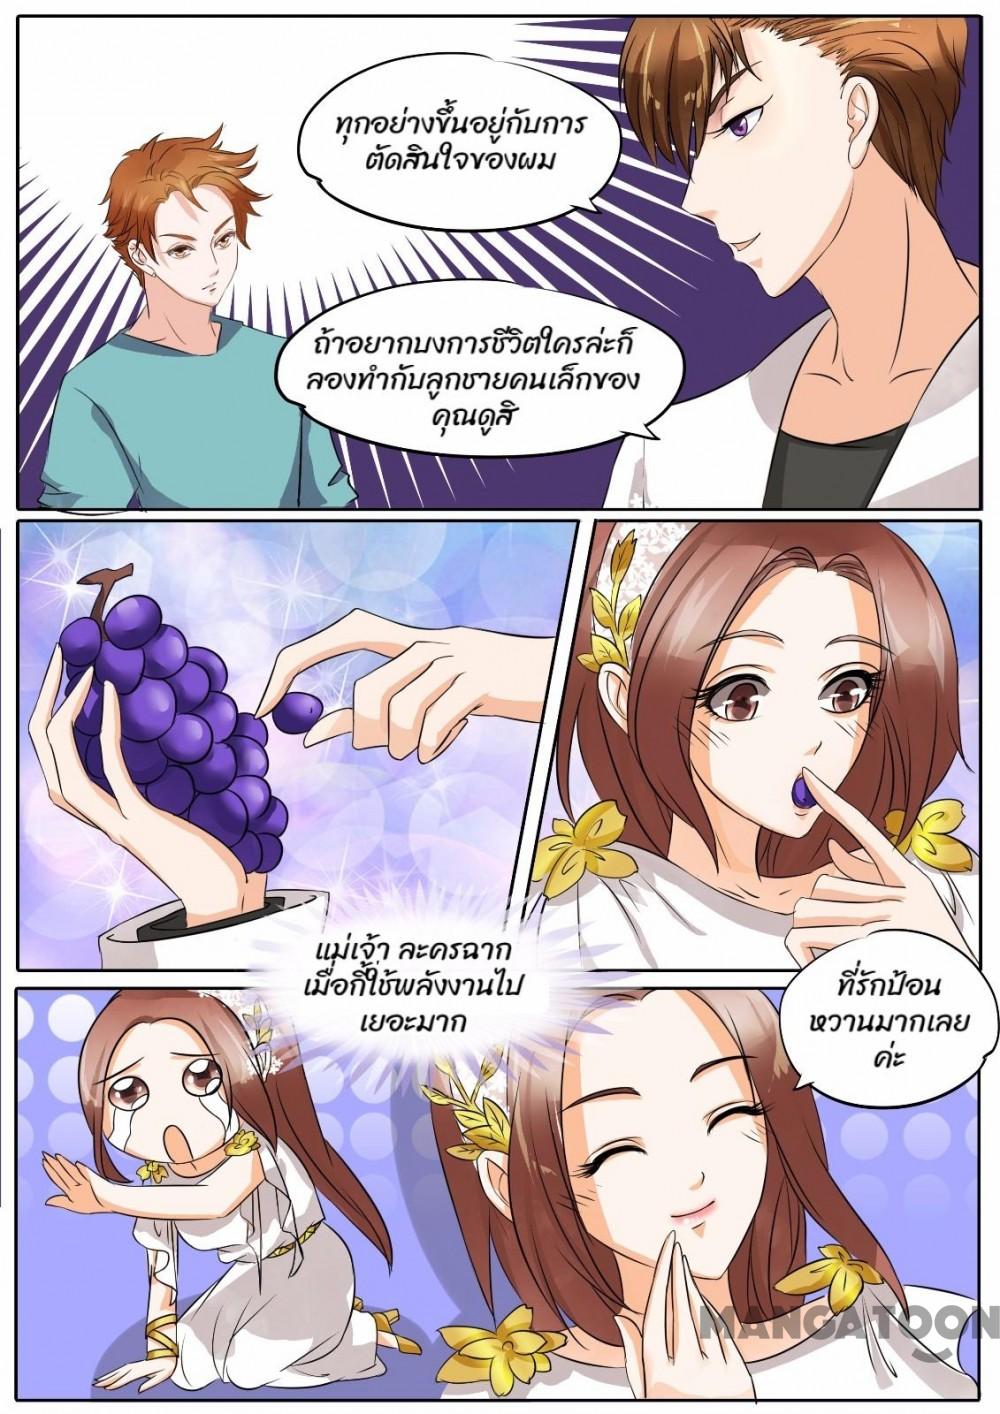 ทุกอย่างขึ้นอยู่กับการ
ตัดสินใจของผม
ถ้าอยากบงการชีวิตใครล่ะก็
ลองทำกับลูกชายคนเล็กของ
คุณดูสิ
แม่เจ้า ละครฉาก
เมื่อกี้ใช้พลังงานไป
เยอะมาก
ที่รักป้อน
หวานมากเลย
ค่ะ
MANGATOON